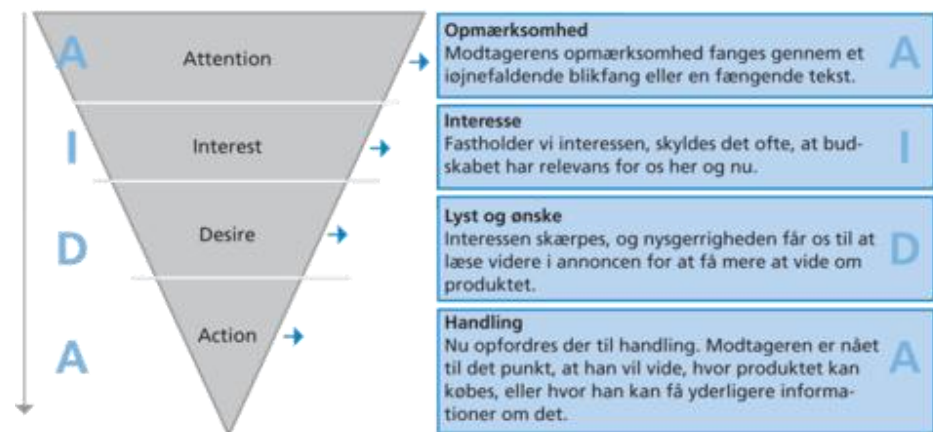 A
Attention
Opmærksomhed
Modtagerens opmærksomhed fanges gennem et
iøjnefaldende blikfang eller en fængende tekst.
A
I
Interest
Interesse
Fastholder vi interessen, skyldes det ofte, at bud-
skabet har relevans for os her og nu.
I
D
Desire
Lyst og ønske
Interessen skærpes, og nysgerrigheden får os til at
læse videre i annoncen for at få mere at vide om
produktet.
D
A
Action
Handling
Nu opfordres der til handling. Modtageren er nået
til det punkt, at han vil vide, hvor produktet kan
købes, eller hvor han kan få yderligere informa-
tioner om det.
A